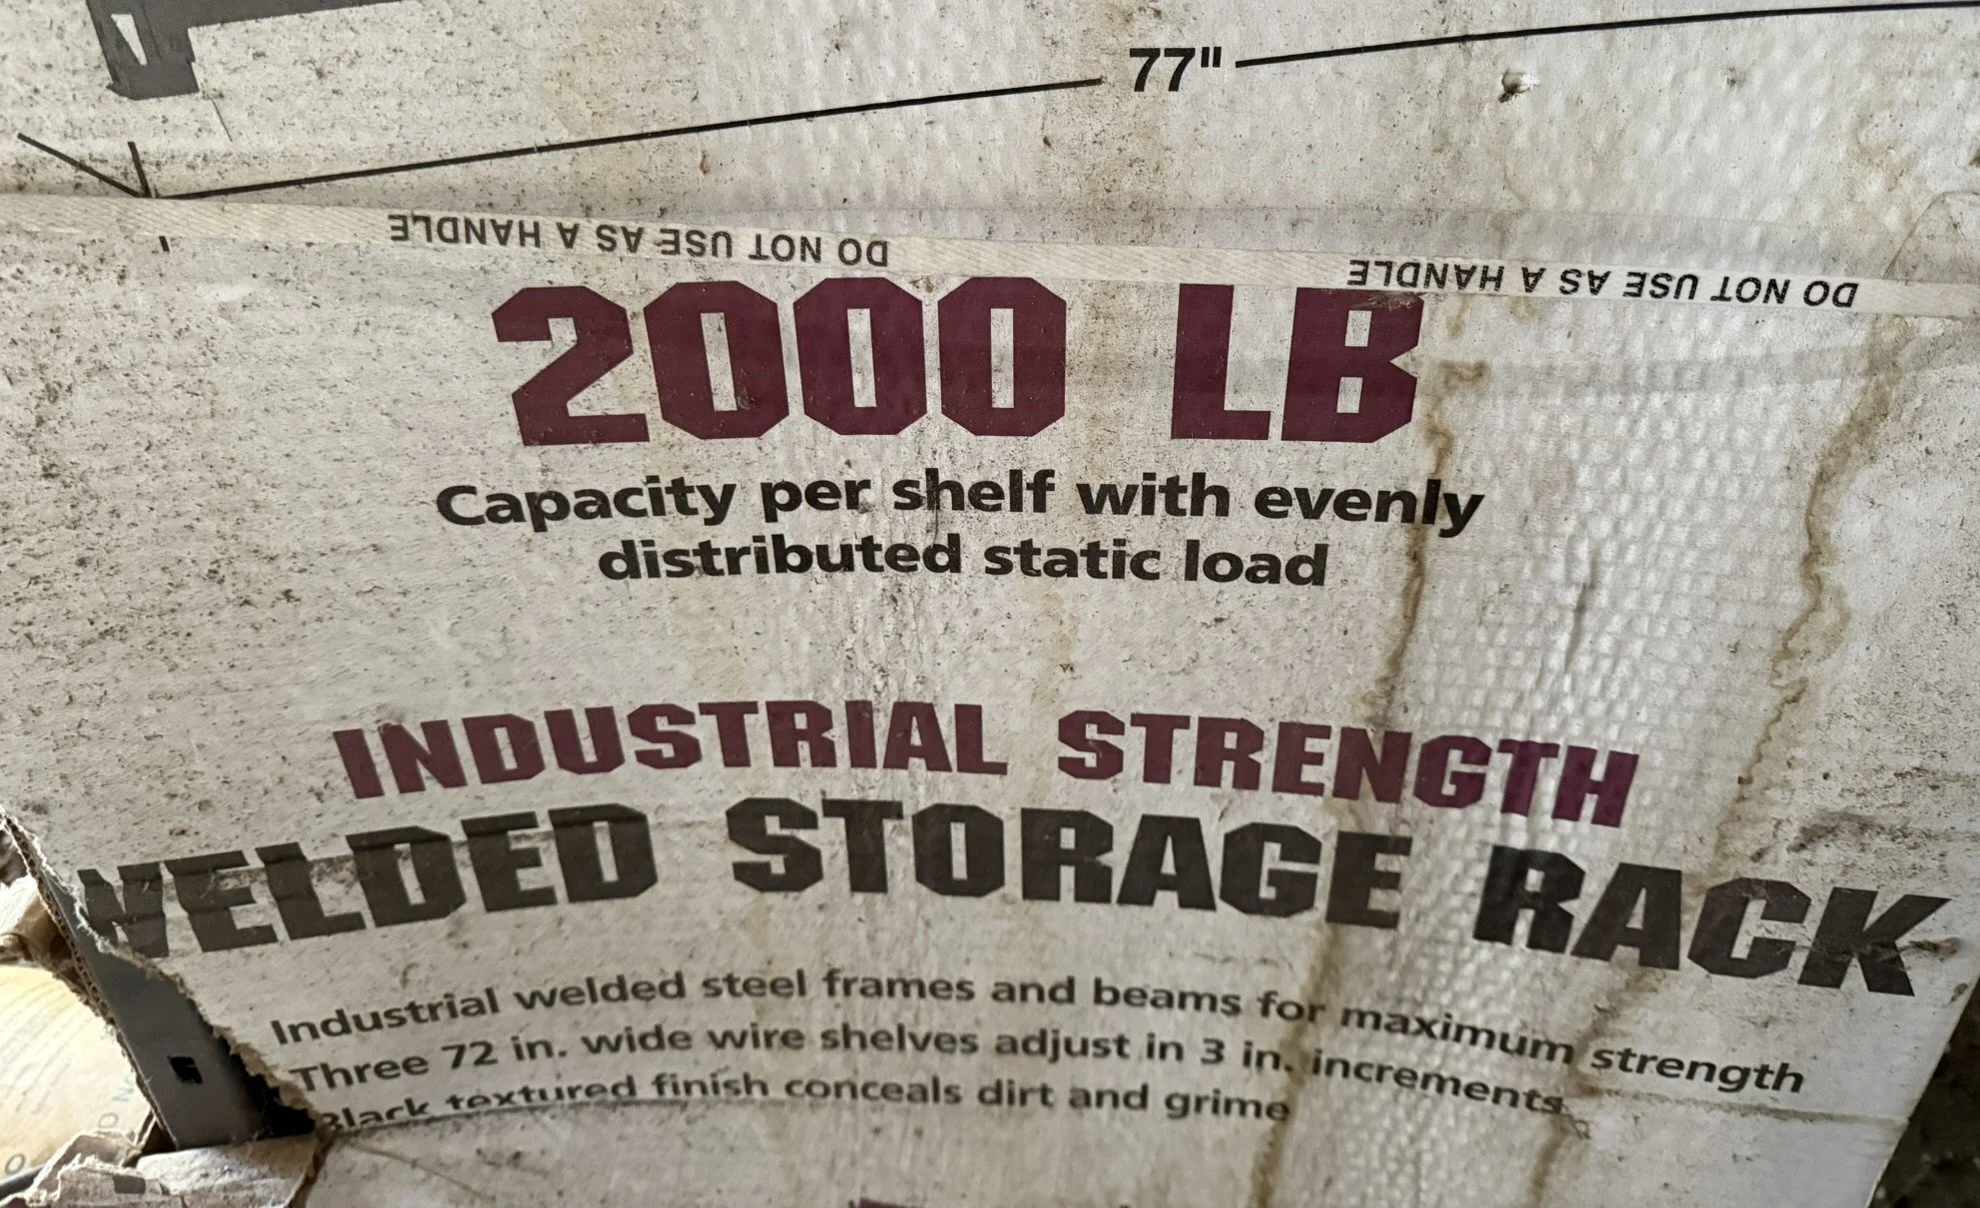 77"
DO NOT USE AS A HANDLE DO NOT USE AS A HANDLE
2000 LB
Capacity per shelf with evenly
distributed static load
INDUSTRIAL STRENGTH
WELDED STORAGE RACK
Industrial welded steel frames and beams for maximum strength
Three 72 in. wide wire shelves adjust in 3 in. increments
Black textured finish conceals dirt and grime